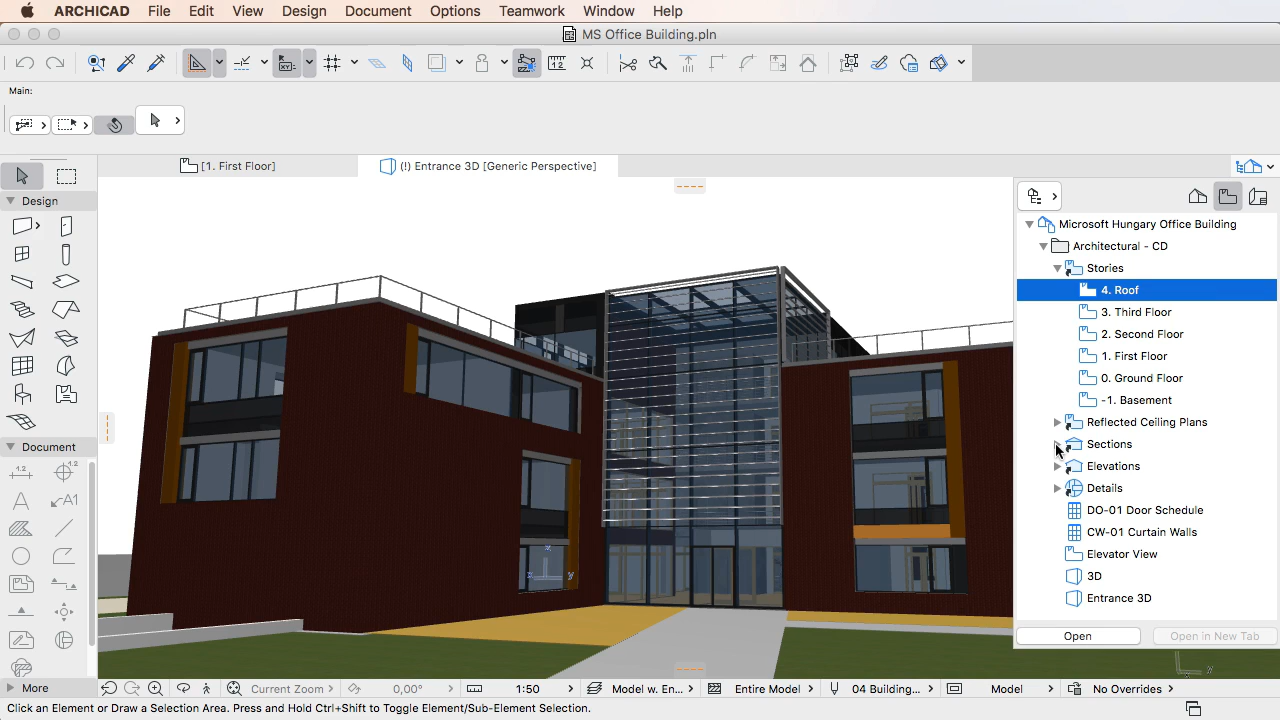 ARCHICAD File Edit View Design Document Options Teamwork Window Help
MS Office Building.pln
Main:
[1. First Floor]
(!) Entrance 3D [Generic Perspective]
Design
Document
More
Microsoft Hungary Office Building
Architectural - CD
Stories
4. Roof
3. Third Floor
2. Second Floor
1. First Floor
0. Ground Floor
-1. Basement
Reflected Ceiling Plans
Sections
Elevations
Details
DO-01 Door Schedule
CW-01 Curtain Walls
Elevator View
3D
Entrance 3D
Open Open in New Tab
Current Zoom 0,00° 1:50 Model w. En... Entire Model 04 Building... Model No Overrides
Click an Element or Draw a Selection Area. Press and Hold Ctrl+Shift to Toggle Element/Sub-Element Selection.